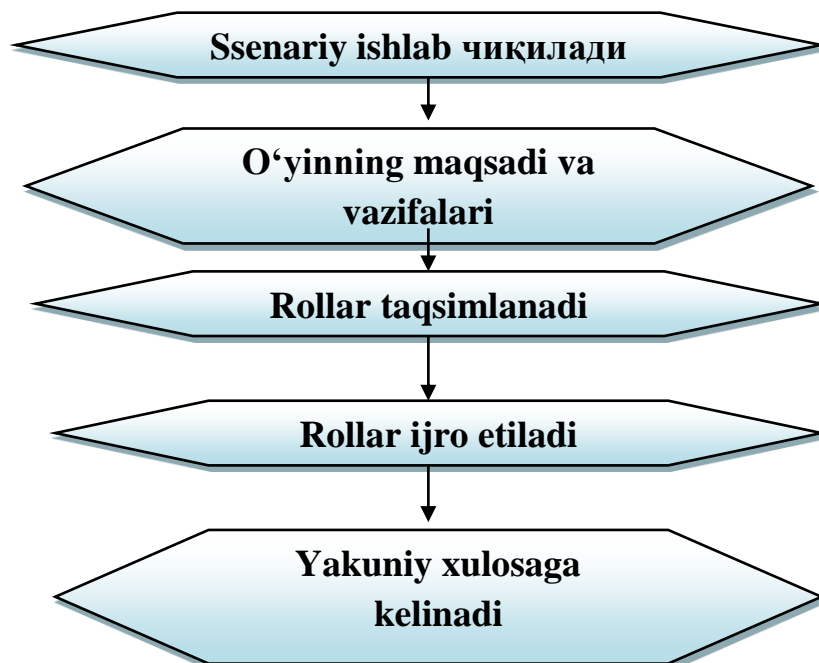 Ssenariy ishlab чиқилади
O‘yinning maqsadi va
vazifalari
Rollar taqsimlanadi
Rollar ijro etiladi
Yakuniy xulosaga
kelinadi